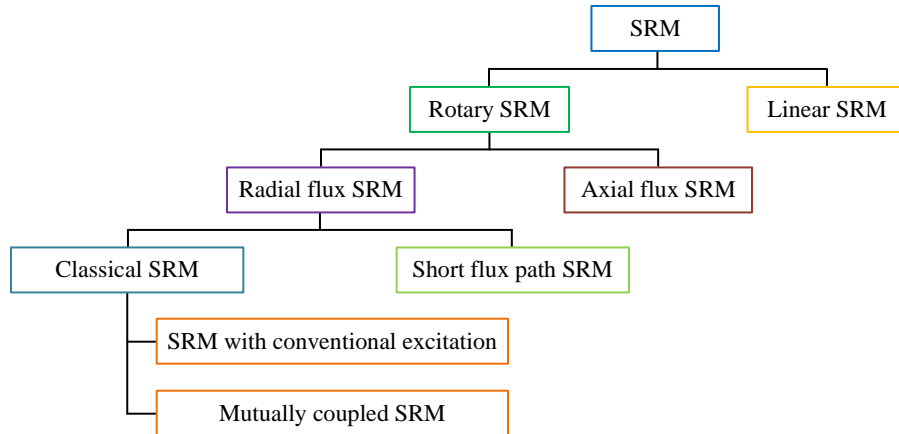 SRM
Rotary SRM
Linear SRM
Radial flux SRM
Axial flux SRM
Classical SRM
Short flux path SRM
SRM with conventional excitation
Mutually coupled SRM